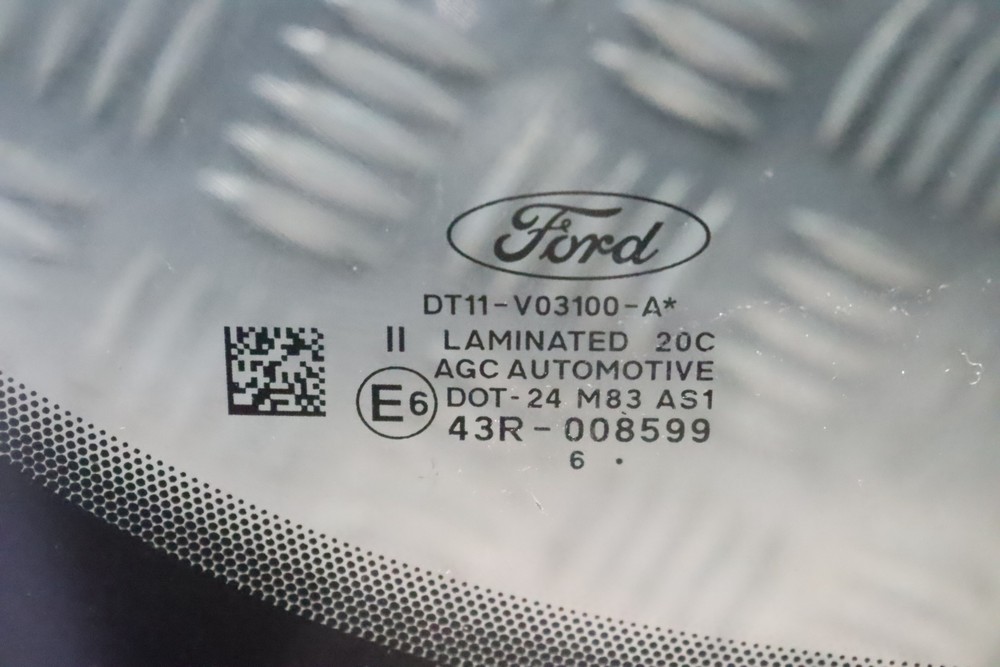 Ford
DT11-V03100-A*
II LAMINATED 20C
AGC AUTOMOTIVE
E6 DOT-24 M83 AS1
43R-008599
6 .